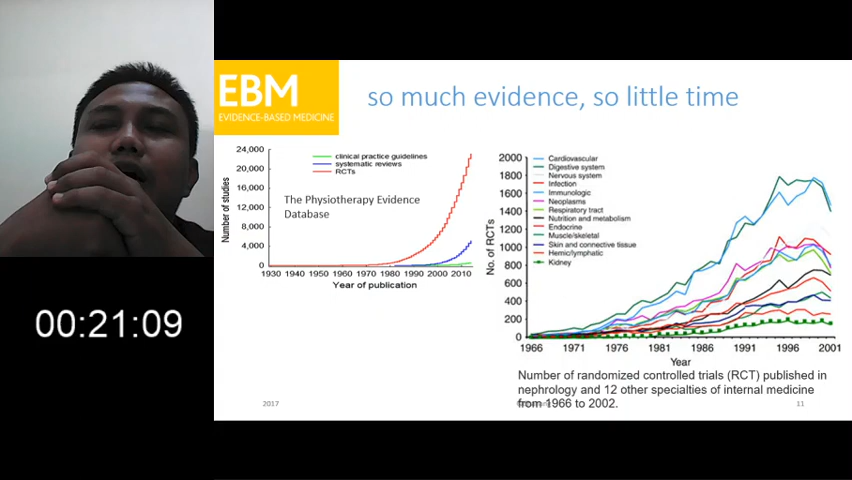 EBM
EVIDENCE-BASED MEDICINE
so much evidence, so little time
24,000
20,000
16,000
12,000
8,000
4,000
0
Number of studies
clinical practice guidelines
systematic reviews
RCTs
The Physiotherapy Evidence
Database
1930 1940 1950 1960 1970 1980 1990 2000 2010
Year of publication
2000
1800
1600
1400
1200
1000
800
600
400
200
0
No. of RCTs
Cardiovascular
Digestive system
Nervous system
Infection
Immunologic
Neoplasms
Respiratory tract
Nutrition and metabolism
Endocrine
Muscle/skeletal
Skin and connective tissue
Hemic/lymphatic
Kidney
1966 1971 1976 1981 1986 1991 1996 2001
Year
Number of randomized controlled trials (RCT) published in
nephrology and 12 other specialties of internal medicine
from 1966 to 2002.
2017
11
00:21:09